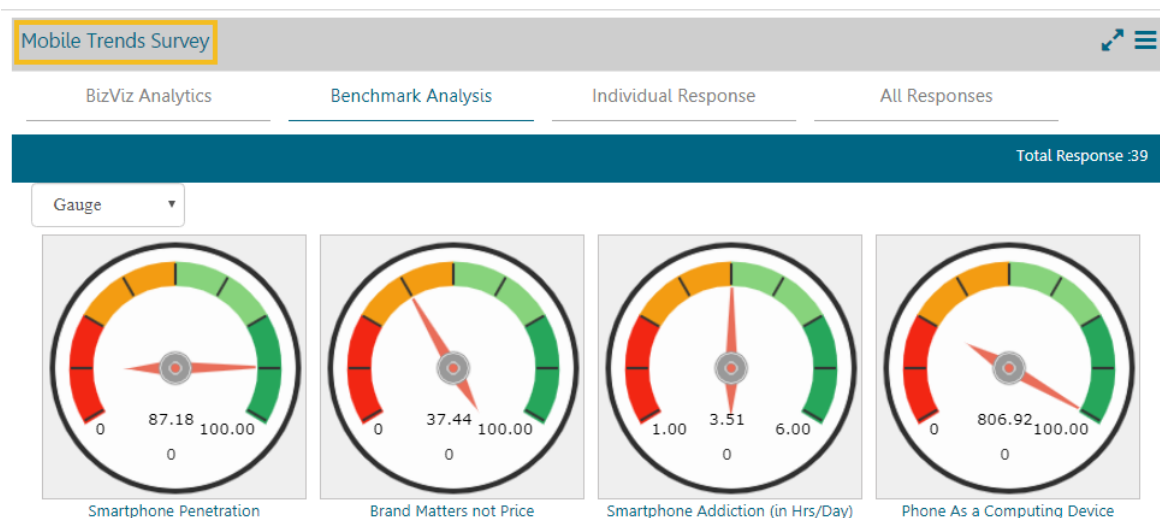 Mobile Trends Survey
BizViz Analytics Benchmark Analysis Individual Response All Responses
Total Response :39
Gauge
0 87.18 100.00
0
Smartphone Penetration
0 37.44 100.00
0
Brand Matters not Price
1.00 3.51 6.00
0
Smartphone Addiction (in Hrs/Day)
0 806.92 100.00
0
Phone As a Computing Device